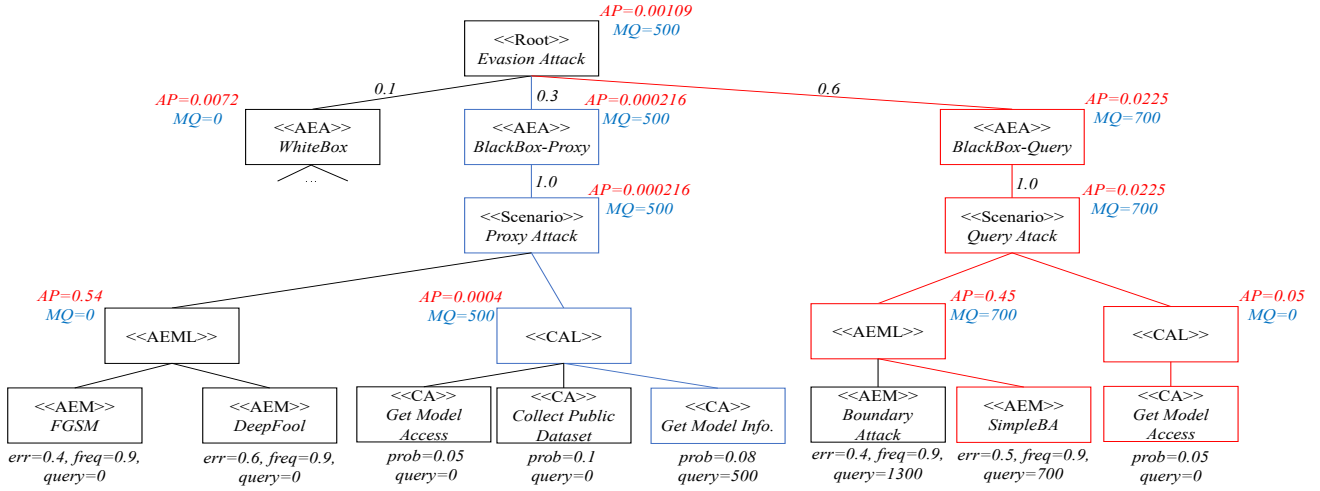 AP=0.00109
MQ=500
<<Root>>
Evasion Attack
0.1
0.3
0.6
AP=0.0072
MQ=0
<<AEA>>
WhiteBox
...
AP=0.000216
MQ=500
<<AEA>>
BlackBox-Proxy
AP=0.0225
MQ=700
<<AEA>>
BlackBox-Query
1.0
1.0
AP=0.000216
MQ=500
<<Scenario>>
Proxy Attack
AP=0.0225
MQ=700
<<Scenario>>
Query Atack
AP=0.54
MQ=0
<<AEML>>
AP=0.0004
MQ=500
<<CAL>>
AP=0.45
MQ=700
<<AEML>>
AP=0.05
MQ=0
<<CAL>>
<<AEM>>
FGSM
err=0.4, freq=0.9,
query=0
<<AEM>>
DeepFool
err=0.6, freq=0.9,
query=0
<<CA>>
Get Model
Access
prob=0.05
query=0
<<CA>>
Collect Public
Dataset
prob=0.1
query=0
<<CA>>
Get Model Info.
prob=0.08
query=500
<<AEM>>
Boundary
Attack
err=0.4, freq=0.9,
query=1300
<<AEM>>
SimpleBA
err=0.5, freq=0.9,
query=700
<<CA>>
Get Model
Access
prob=0.05
query=0